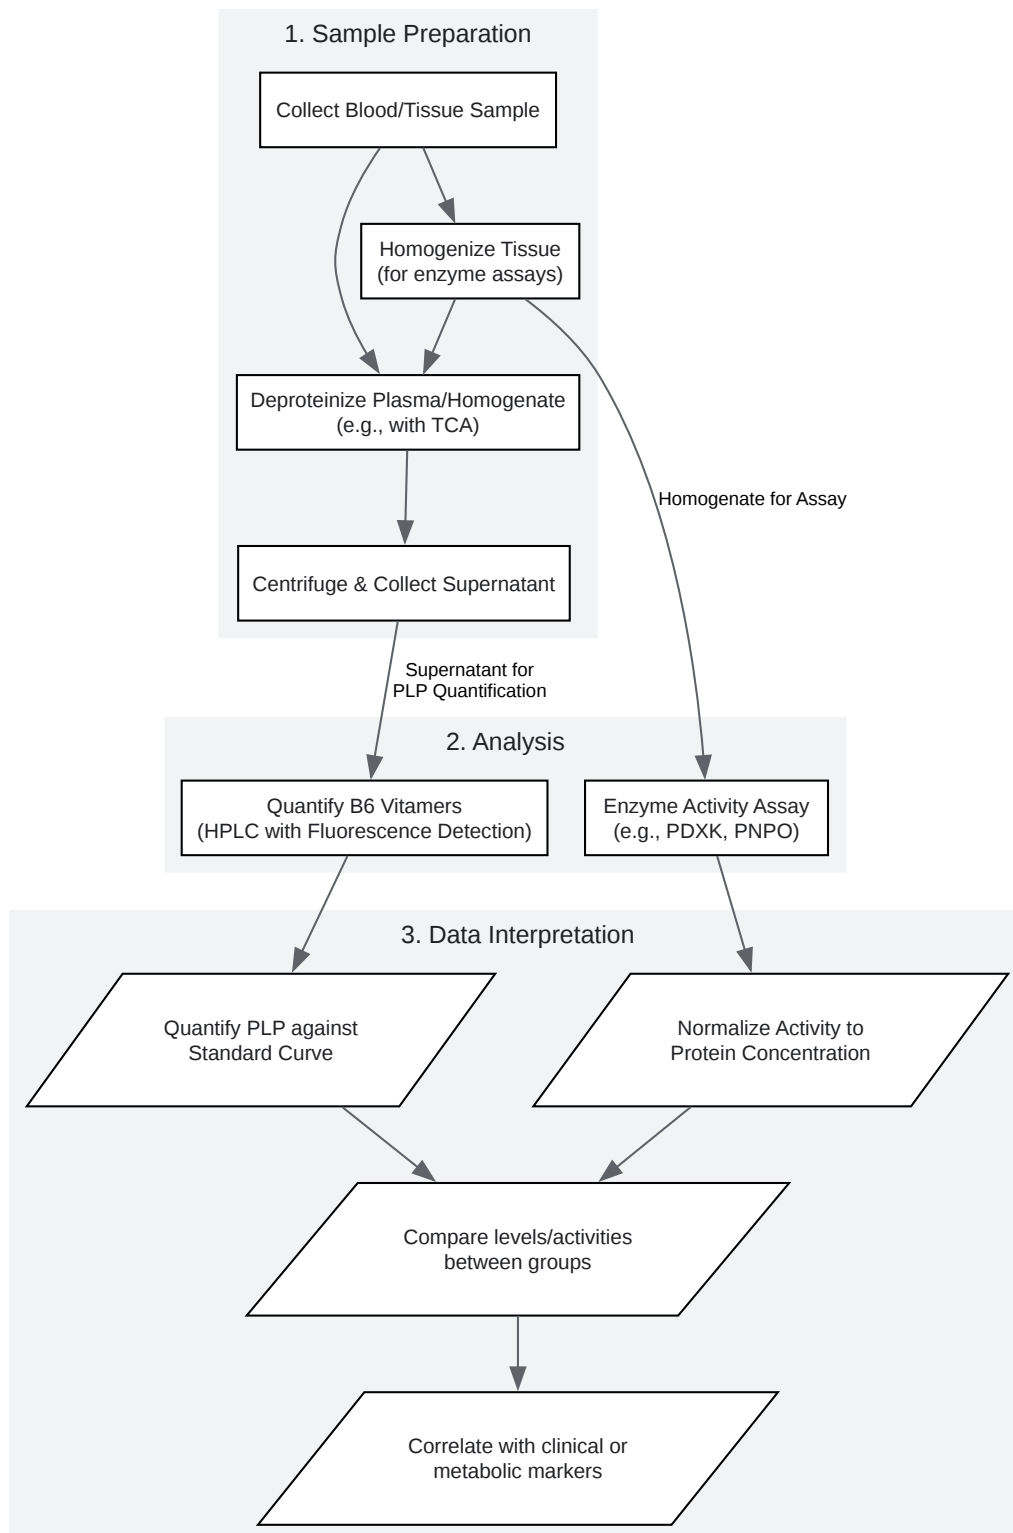 1. Sample Preparation
Collect Blood/Tissue Sample
Homogenize Tissue
(for enzyme assays)
Deproteinize Plasma/Homogenate
(e.g., with TCA)
Homogenate for Assay
Centrifuge & Collect Supernatant
Supernatant for
PLP Quantification
2. Analysis
Quantify B6 Vitamers
(HPLC with Fluorescence Detection)
Enzyme Activity Assay
(e.g., PDXK, PNPO)
3. Data Interpretation
Quantify PLP against
Standard Curve
Normalize Activity to
Protein Concentration
Compare levels/activities
between groups
Correlate with clinical or
metabolic markers